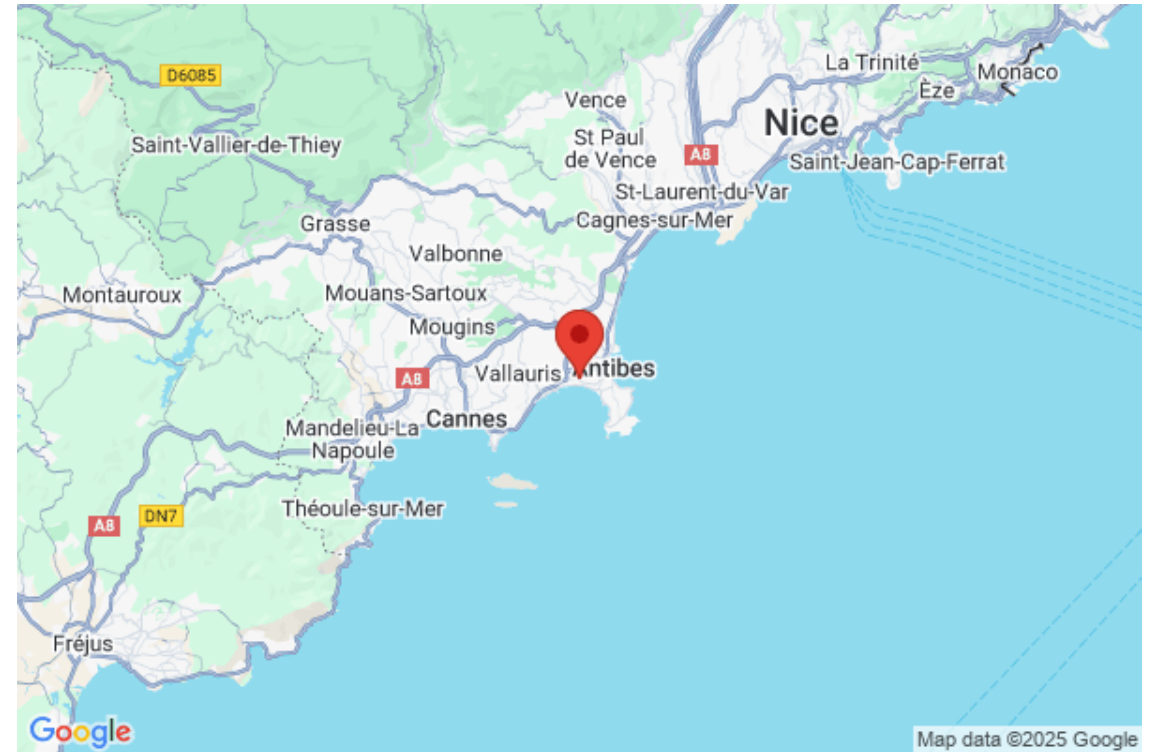 D6085
La Trinité
Monaco
Èze
Vence
Nice
St Paul
de Vence
A8
Saint-Vallier-de-Thiey
Saint-Jean-Cap-Ferrat
St-Laurent-du-Var
Cagnes-sur-Mer
Grasse
Valbonne
Montauroux
Mouans-Sartoux
Mougins
Vallauris
ntibes
A8
Cannes
Mandelieu-La
Napoule
Théoule-sur-Mer
A8
DN7
Fréjus
Google
Map data ©2025 Google